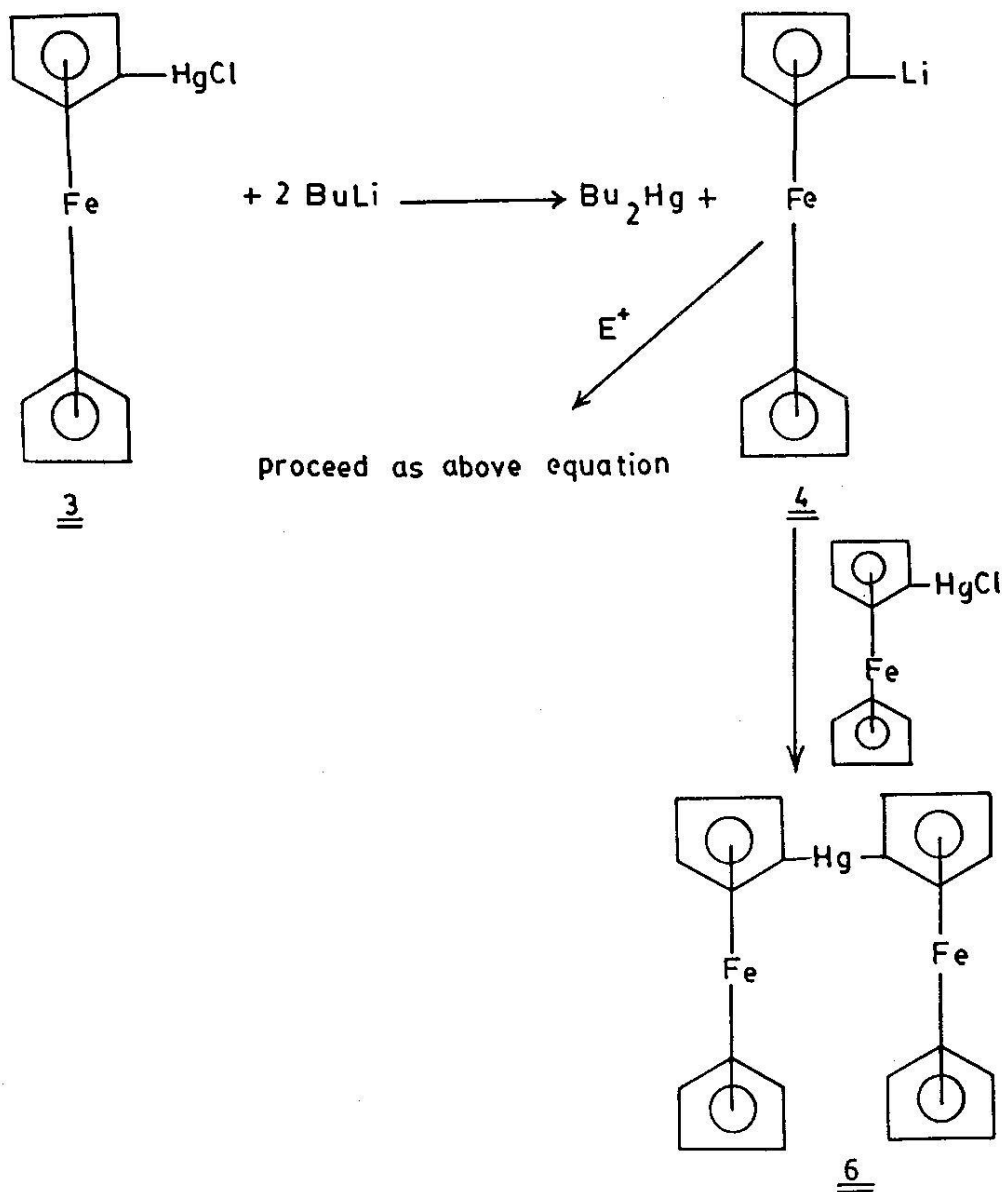 HgCl
Li
Fe + 2 BuLi → Bu2Hg + Fe
E+
proceed as above equation
3
4
HgCl
Fe
Hg
Fe
Fe
6